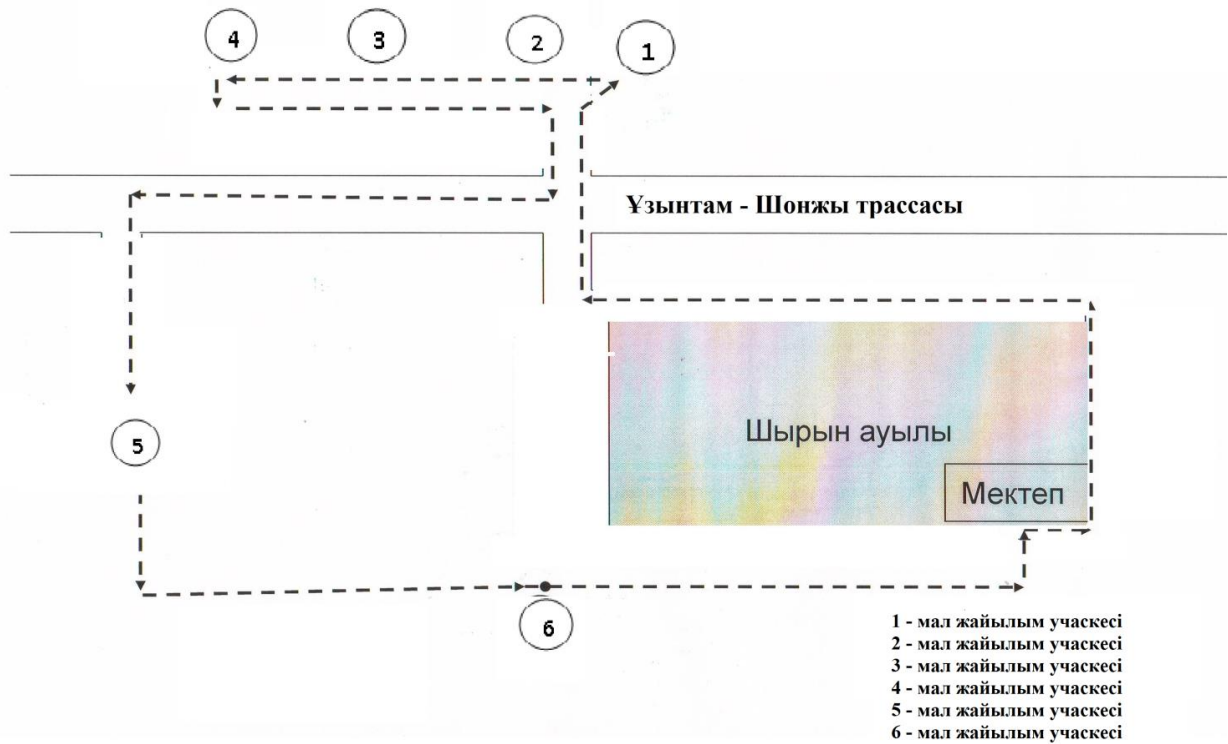 4
3
2
1
Ұзынтам - Шонжы трассасы
Шырын ауылы
5
Мектеп
6
1 - мал жайылым учаскесі
2 - мал жайылым учаскесі
3 - мал жайылым учаскесі
4 - мал жайылым учаскесі
5 - мал жайылым учаскесі
6 - мал жайылым учаскесі